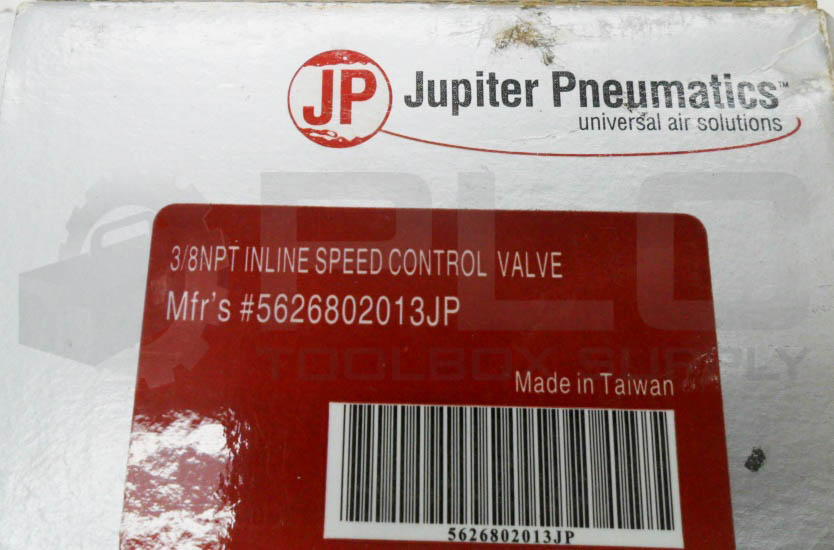 JP Jupiter Pneumatics™
universal air solutions
PLC
TOOLBOX SUPPLY
3/8NPT INLINE SPEED CONTROL VALVE
Mfr's #5626802013JP
Made in Taiwan
5626802013JP